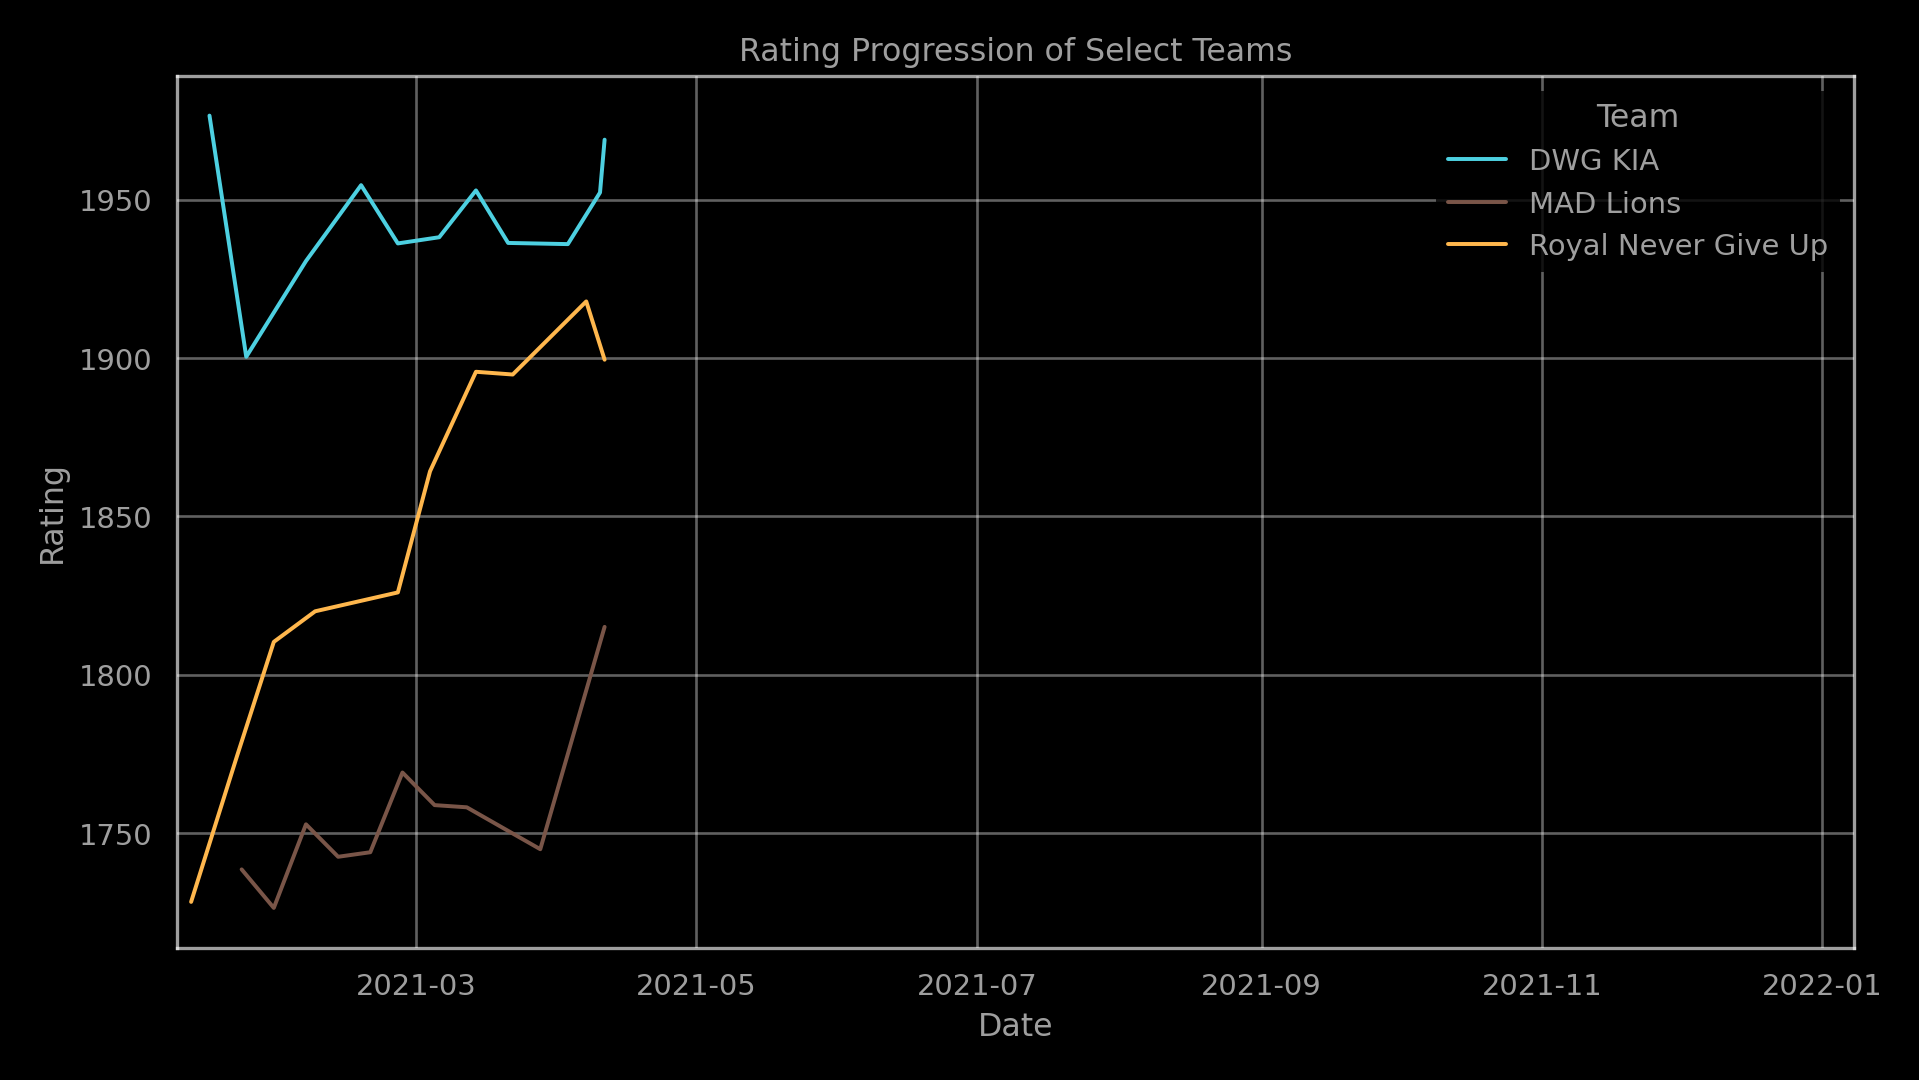 Rating Progression of Select Teams
Team
DWG KIA
MAD Lions
Royal Never Give Up
Rating
1950
1900
1850
1800
1750
2021-03 2021-05 2021-07 2021-09 2021-11 2022-01
Date